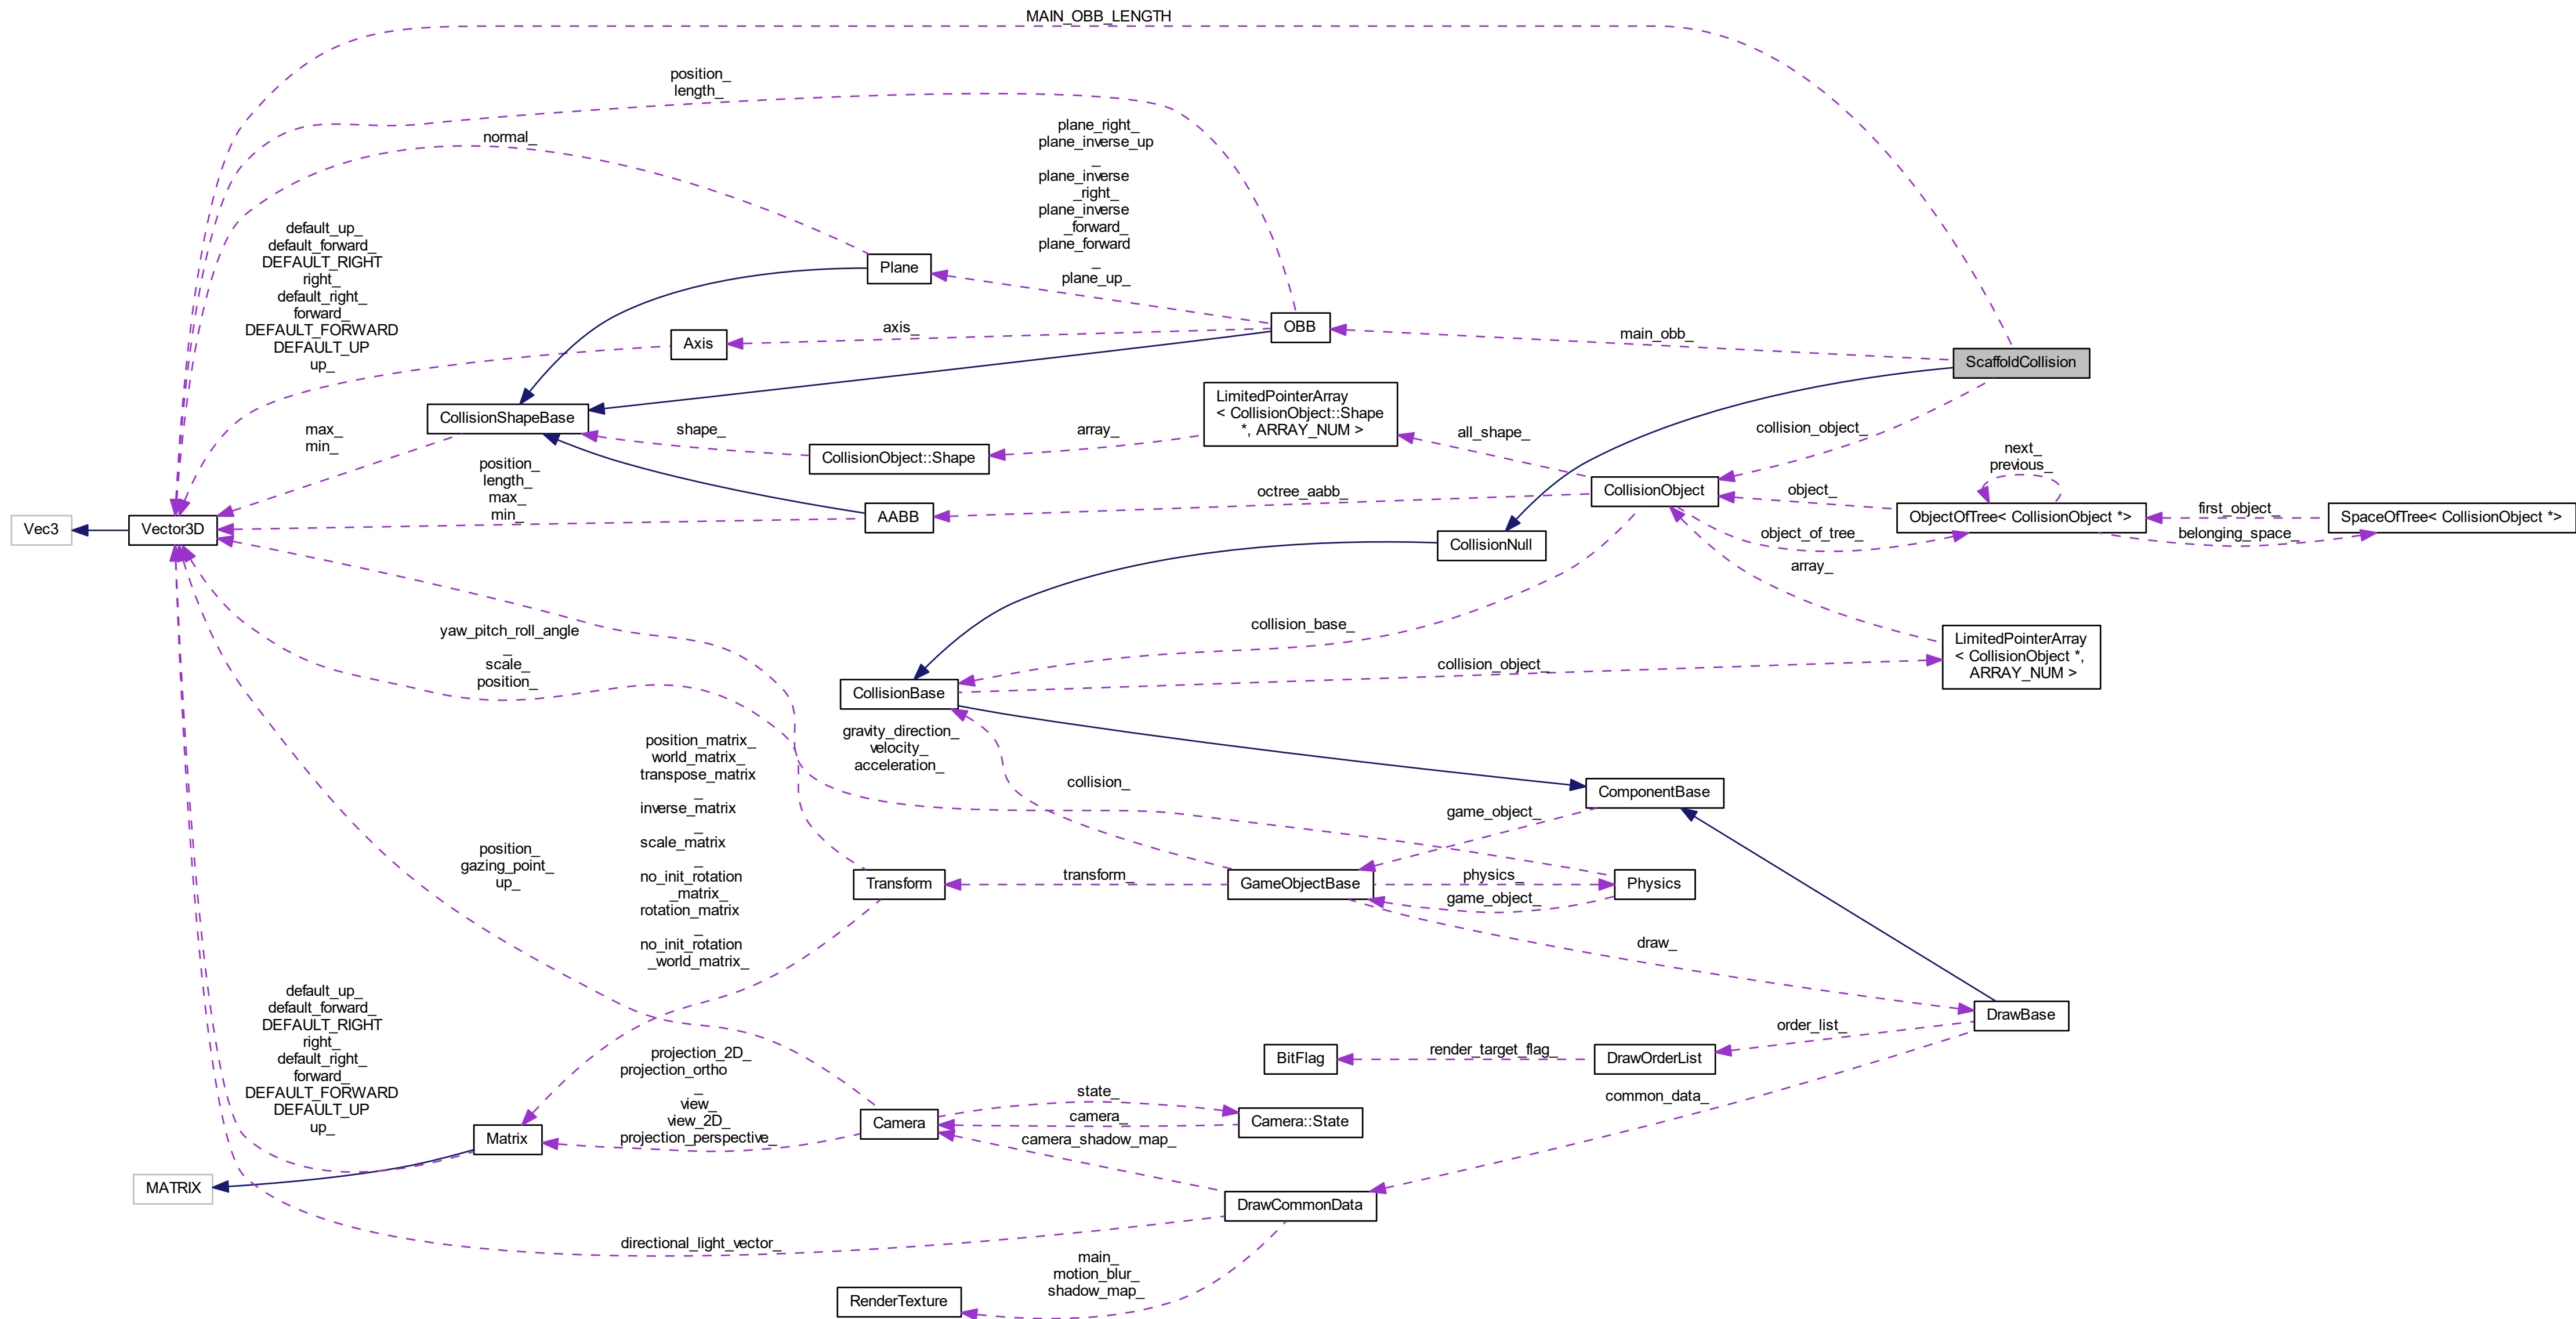 MAIN_OBB_LENGTH
position_
length_
normal_
plane_right_
plane_inverse_up
_
plane_inverse
_right_
plane_inverse
_forward_
plane_forward
_
plane_up_
default_up_
default_forward_
DEFAULT_RIGHT
right_
default_right_
forward_
DEFAULT_FORWARD
DEFAULT_UP
up_
Plane
axis_
Axis
OBB
main_obb_
ScaffoldCollision
CollisionShapeBase
max_
min_
shape_
CollisionObject::Shape
array_
LimitedPointerArray
< CollisionObject::Shape
*, ARRAY_NUM >
all_shape_
collision_object_
position_
length_
max_
min_
AABB
octree_aabb_
CollisionObject
next_
previous_
object_
ObjectOfTree< CollisionObject *>
first_object_
belonging_space_
SpaceOfTree< CollisionObject *>
Vec3
Vector3D
CollisionNull
object_of_tree_
array_
collision_base_
collision_object_
LimitedPointerArray
< CollisionObject *,
ARRAY_NUM >
CollisionBase
yaw_pitch_roll_angle
_
scale_
position_
gravity_direction_
velocity_
acceleration_
collision_
ComponentBase
game_object_
position_matrix_
world_matrix_
transpose_matrix
_
inverse_matrix
_
scale_matrix
_
no_init_rotation
_matrix_
rotation_matrix
_
no_init_rotation
_world_matrix_
position_
gazing_point_
up_
Transform
transform_
GameObjectBase
physics_
game_object_
Physics
draw_
DrawBase
order_list_
DrawOrderList
render_target_flag_
BitFlag
common_data_
default_up_
default_forward_
DEFAULT_RIGHT
right_
default_right_
forward_
DEFAULT_FORWARD
DEFAULT_UP
up_
projection_2D_
projection_ortho
_
view_
view_2D_
projection_perspective_
Matrix
MATRIX
Camera
state_
camera_
camera_shadow_map_
Camera::State
DrawCommonData
directional_light_vector_
main_
motion_blur_
shadow_map_
RenderTexture